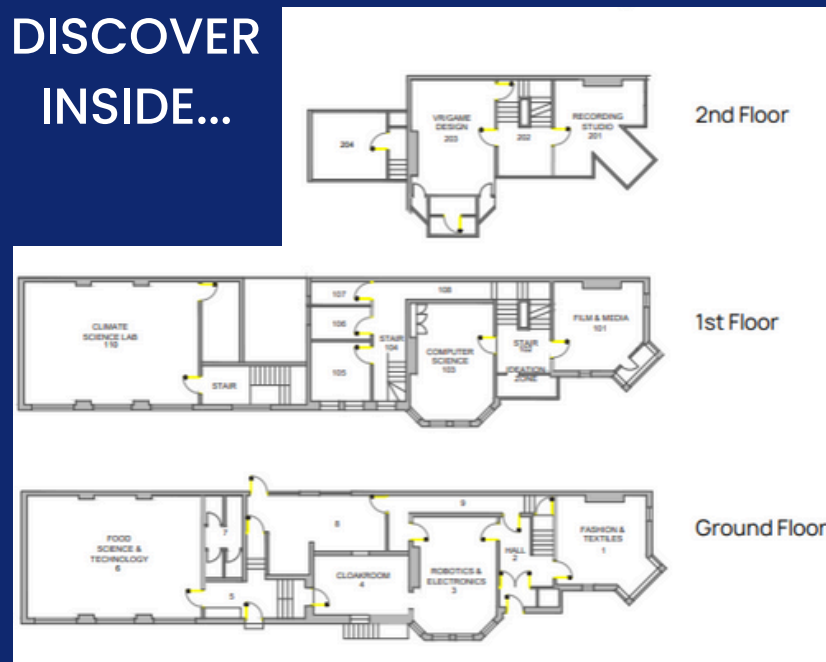 DISCOVER
INSIDE...
2nd Floor
VR/GAME
DESIGN
203
204
202
RECORDING
STUDIO
201
1st Floor
CLIMATE
SCIENCE LAB
110
STAIR
107
106
105
108
STAIR
104
COMPUTER
SCIENCE
103
STAIR
102
IDEATION
ZONE
FILM & MEDIA
101
Ground Floor
FOOD
SCIENCE &
TECHNOLOGY
6
7
5
8
CLOAKROOM
4
9
ROBOTICS &
ELECTRONICS
3
HALL
2
FASHION &
TEXTILES
1